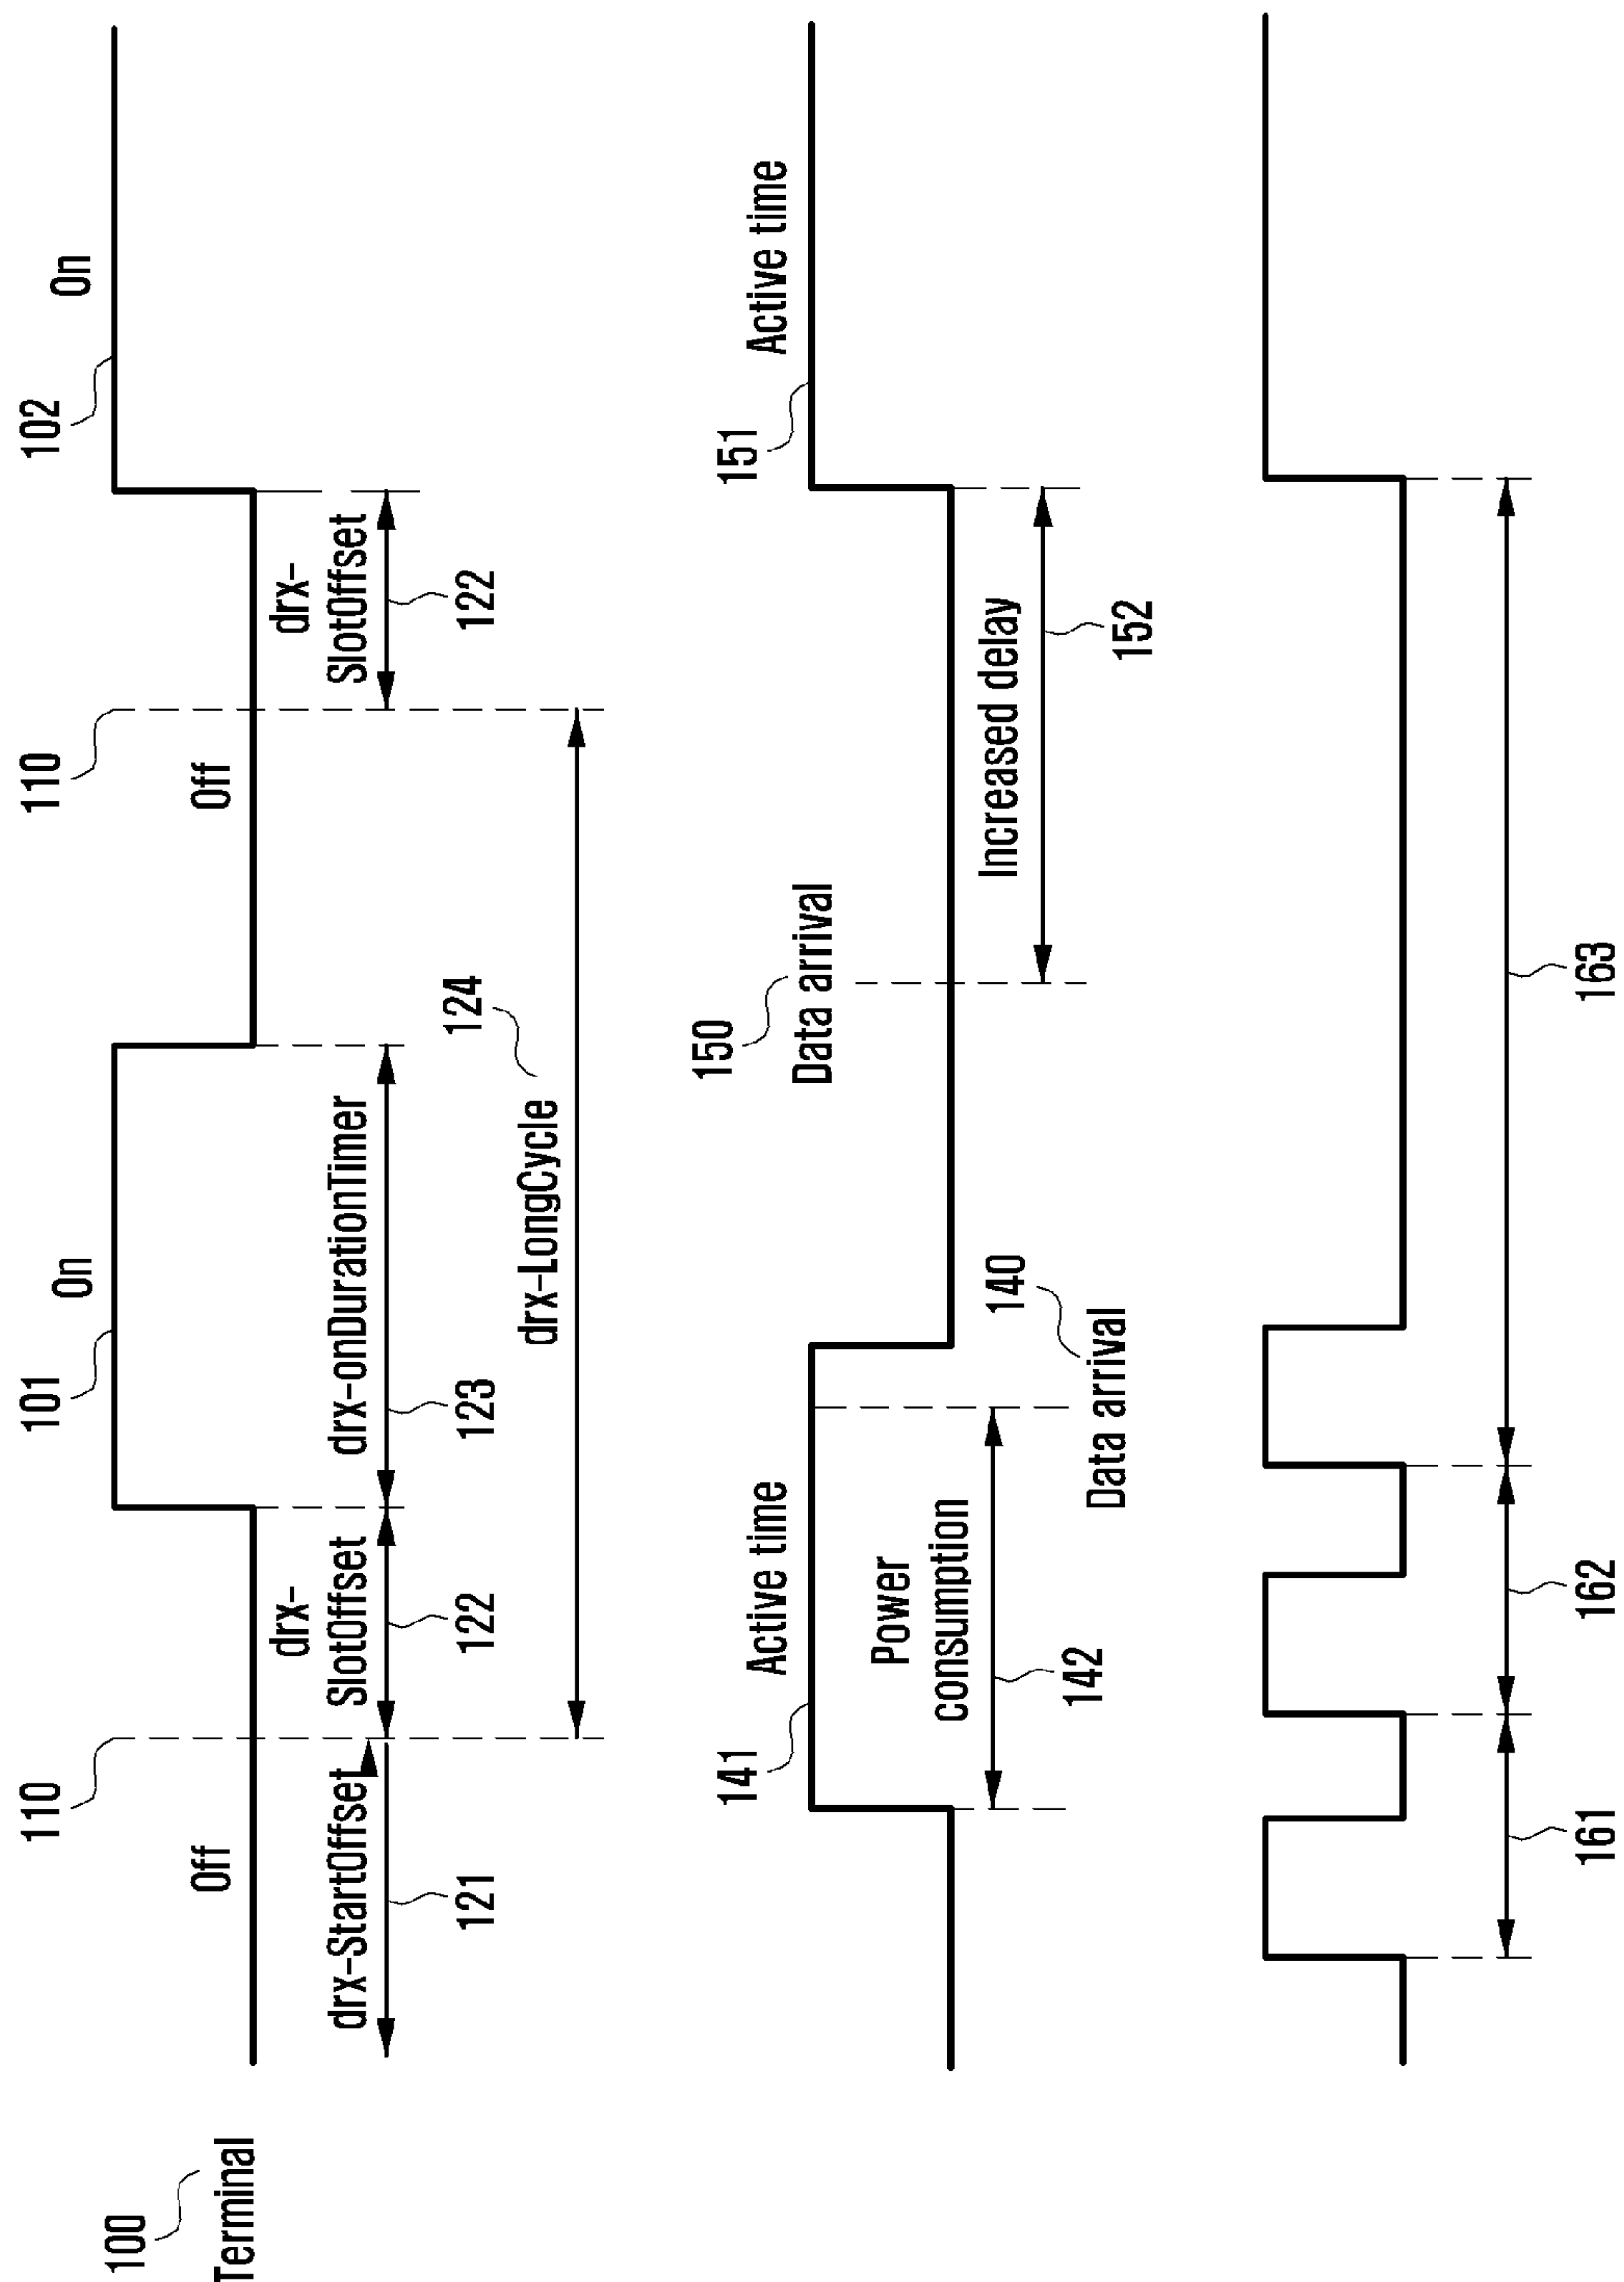 100
Terminal
110
101
110
102
Off
On
Off
On
drx-StartOffset
drx-
SlotOffset
drx-onDurationTimer
drx-
SlotOffset
121
122
123
122
124
drx-LongCycle
141
Active time
150
Data arrival
151
Active time
Power
consumption
142
140
Data arrival
Increased delay
152
161
162
163